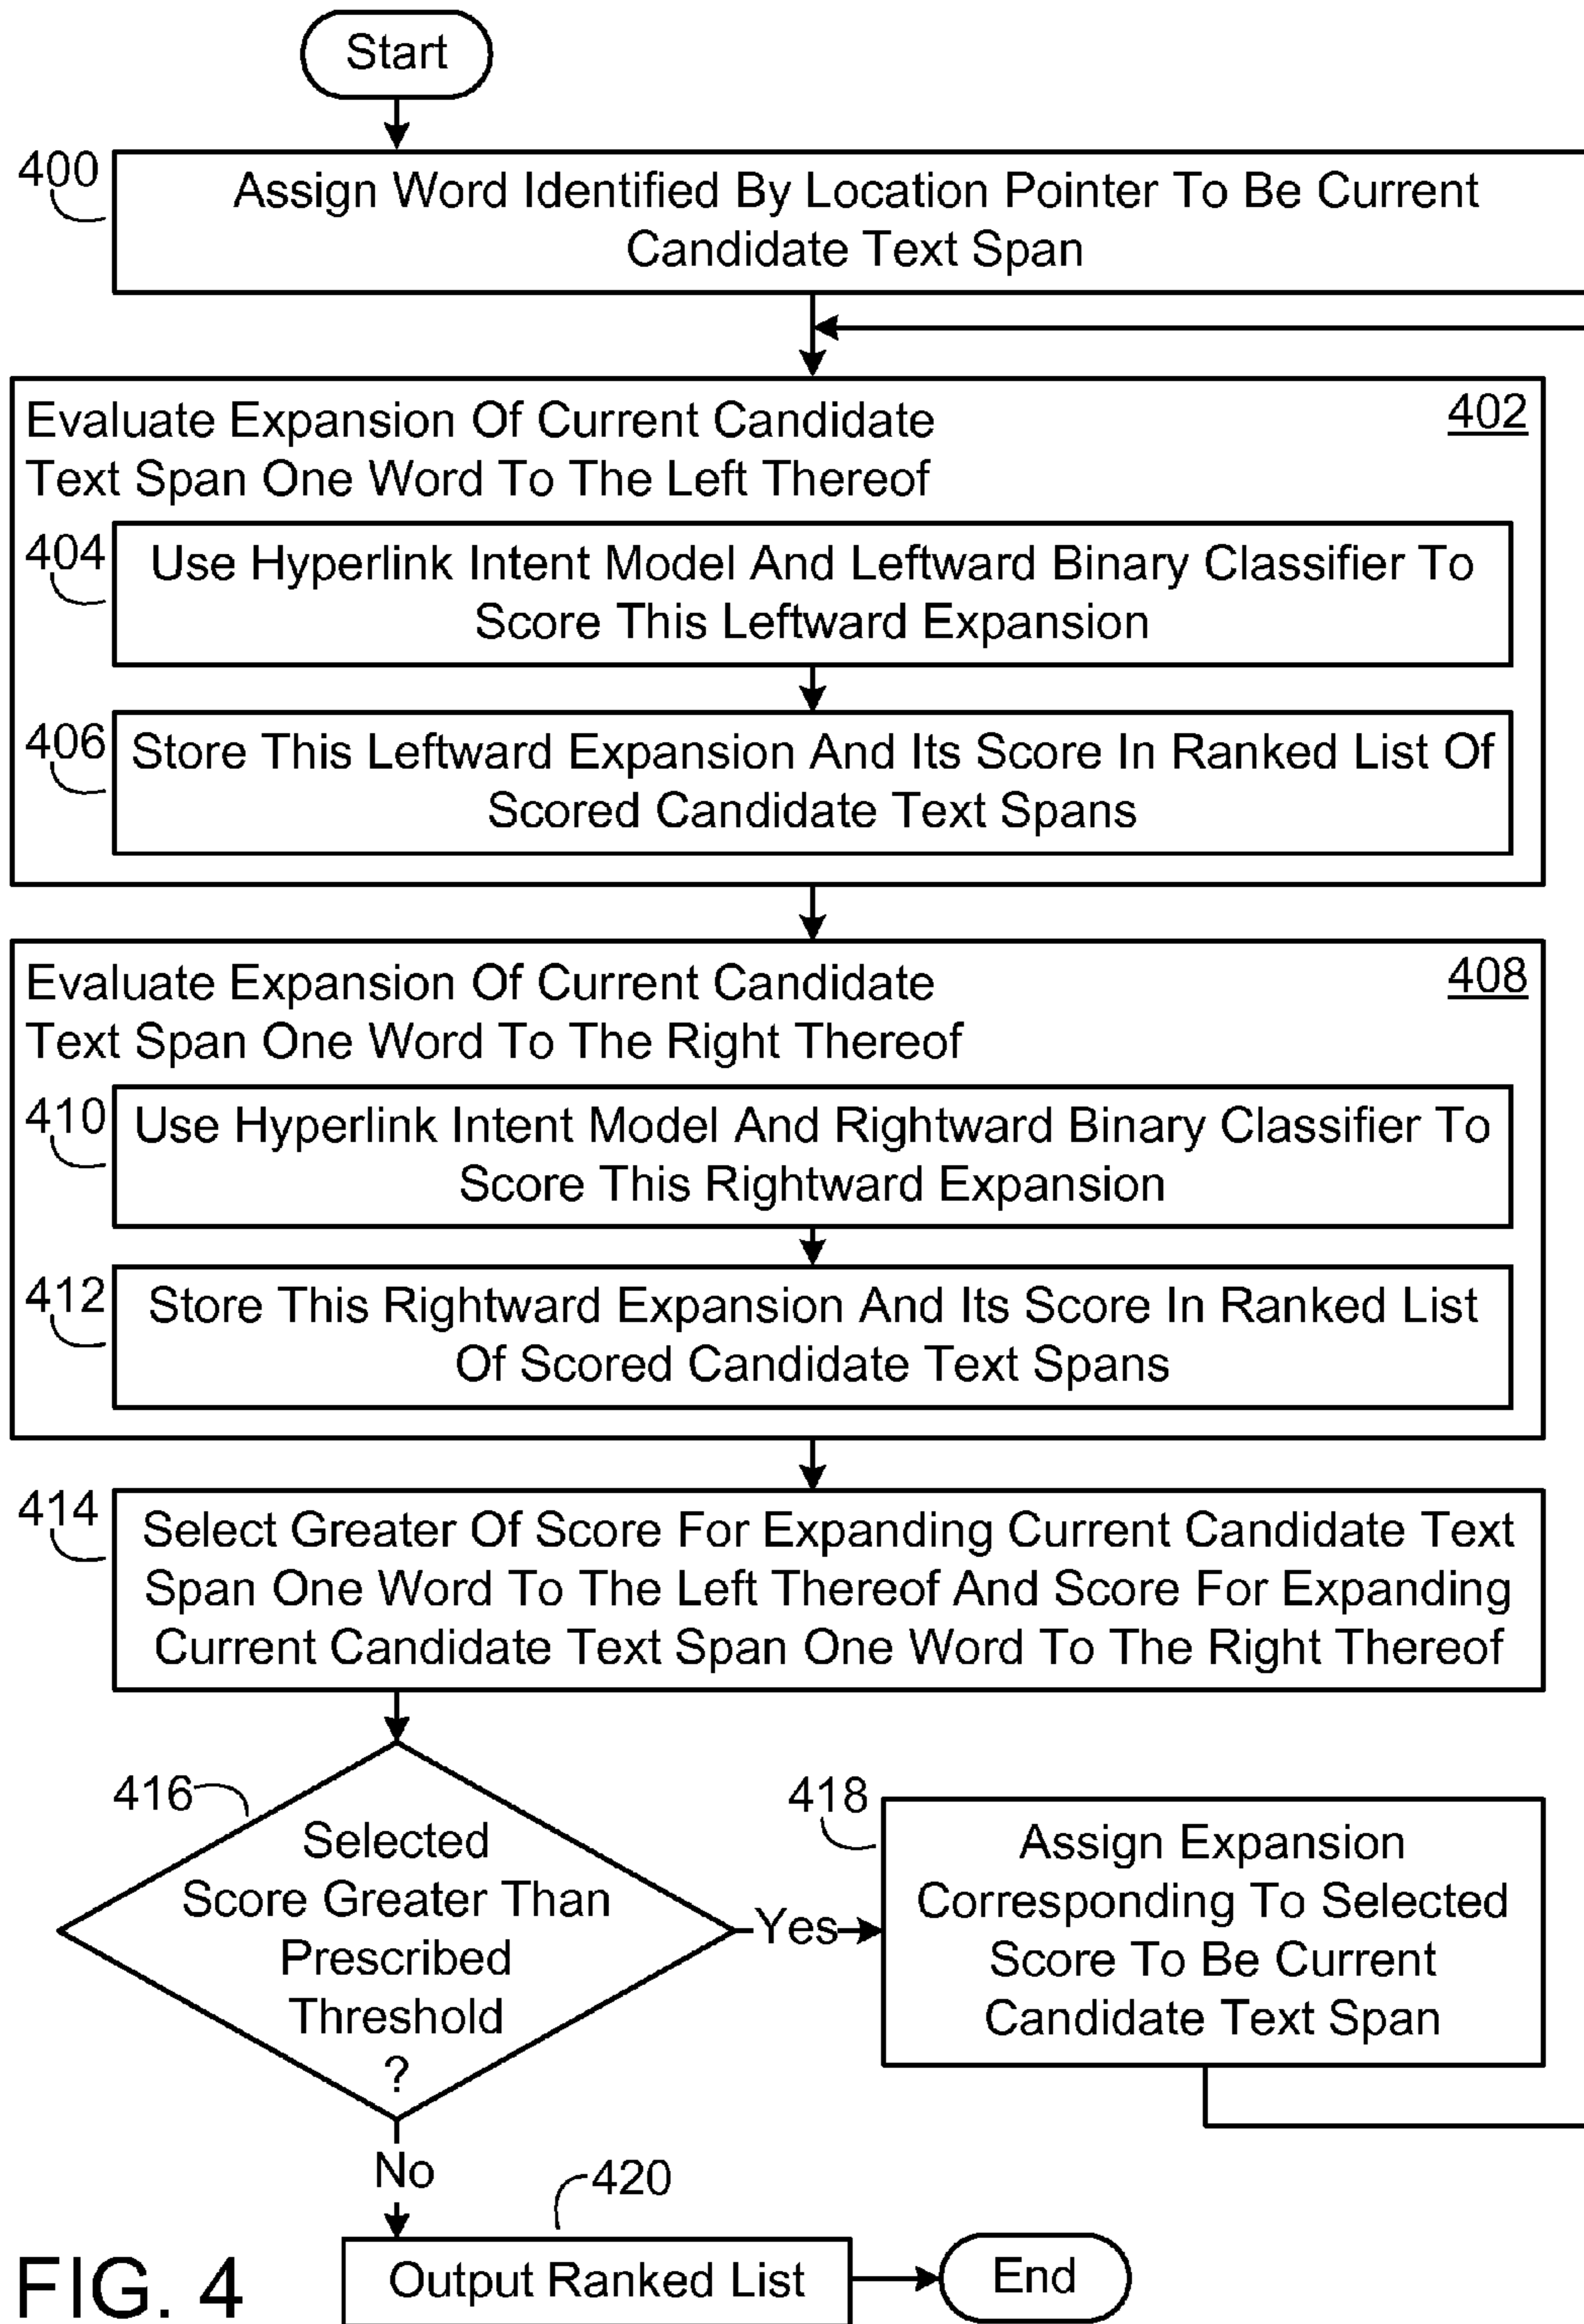 Start
400
Assign Word Identified By Location Pointer To Be Current
Candidate Text Span
402
Evaluate Expansion Of Current Candidate
Text Span One Word To The Left Thereof
404
Use Hyperlink Intent Model And Leftward Binary Classifier To
Score This Leftward Expansion
406
Store This Leftward Expansion And Its Score In Ranked List Of
Scored Candidate Text Spans
408
Evaluate Expansion Of Current Candidate
Text Span One Word To The Right Thereof
410
Use Hyperlink Intent Model And Rightward Binary Classifier To
Score This Rightward Expansion
412
Store This Rightward Expansion And Its Score In Ranked List
Of Scored Candidate Text Spans
414
Select Greater Of Score For Expanding Current Candidate Text
Span One Word To The Left Thereof And Score For Expanding
Current Candidate Text Span One Word To The Right Thereof
416
Selected
Score Greater Than
Prescribed
Threshold
?
Yes
418
Assign Expansion
Corresponding To Selected
Score To Be Current
Candidate Text Span
No
420
Output Ranked List
End
FIG. 4